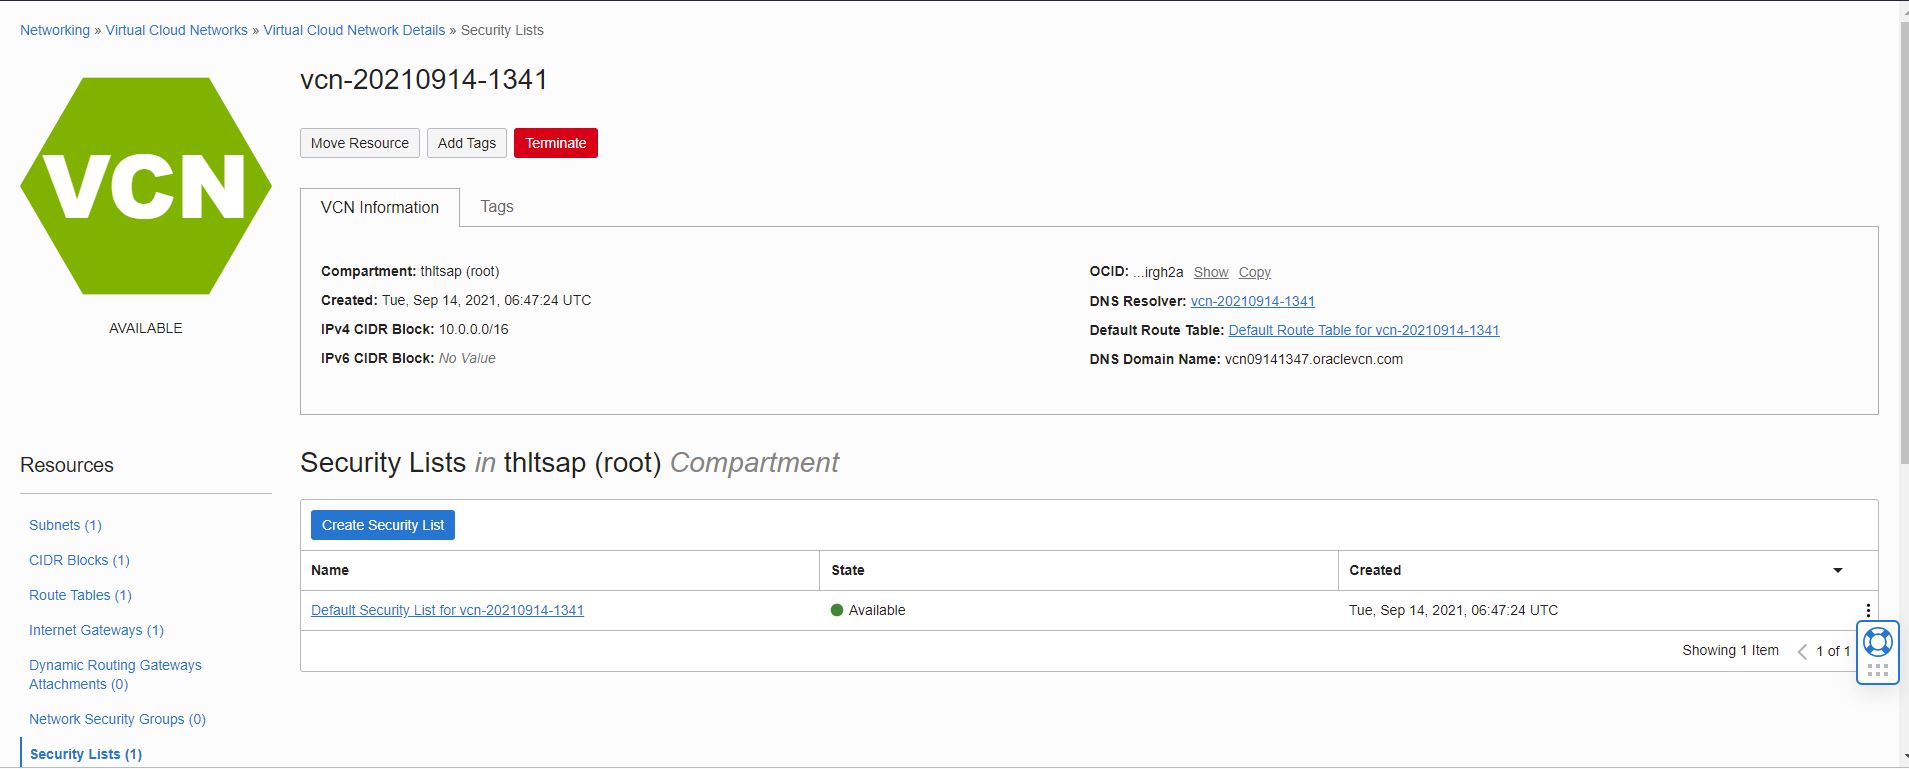 Networking » Virtual Cloud Networks » Virtual Cloud Network Details » Security Lists
VCN
AVAILABLE
vcn-20210914-1341
Move Resource Add Tags Terminate
VCN Information Tags
Compartment: thltsap (root)
Created: Tue, Sep 14, 2021, 06:47:24 UTC
IPv4 CIDR Block: 10.0.0.0/16
IPv6 CIDR Block: No Value
OCID: ...irgh2a Show Copy
DNS Resolver: vcn-20210914-1341
Default Route Table: Default Route Table for vcn-20210914-1341
DNS Domain Name: vcn09141347.oraclevcn.com
Resources
Subnets (1)
CIDR Blocks (1)
Route Tables (1)
Internet Gateways (1)
Dynamic Routing Gateways
Attachments (0)
Network Security Groups (0)
Security Lists (1)
Security Lists in thltsap (root) Compartment
Create Security List
Name State Created
Default Security List for vcn-20210914-1341 Available Tue, Sep 14, 2021, 06:47:24 UTC
Showing 1 Item 1 of 1